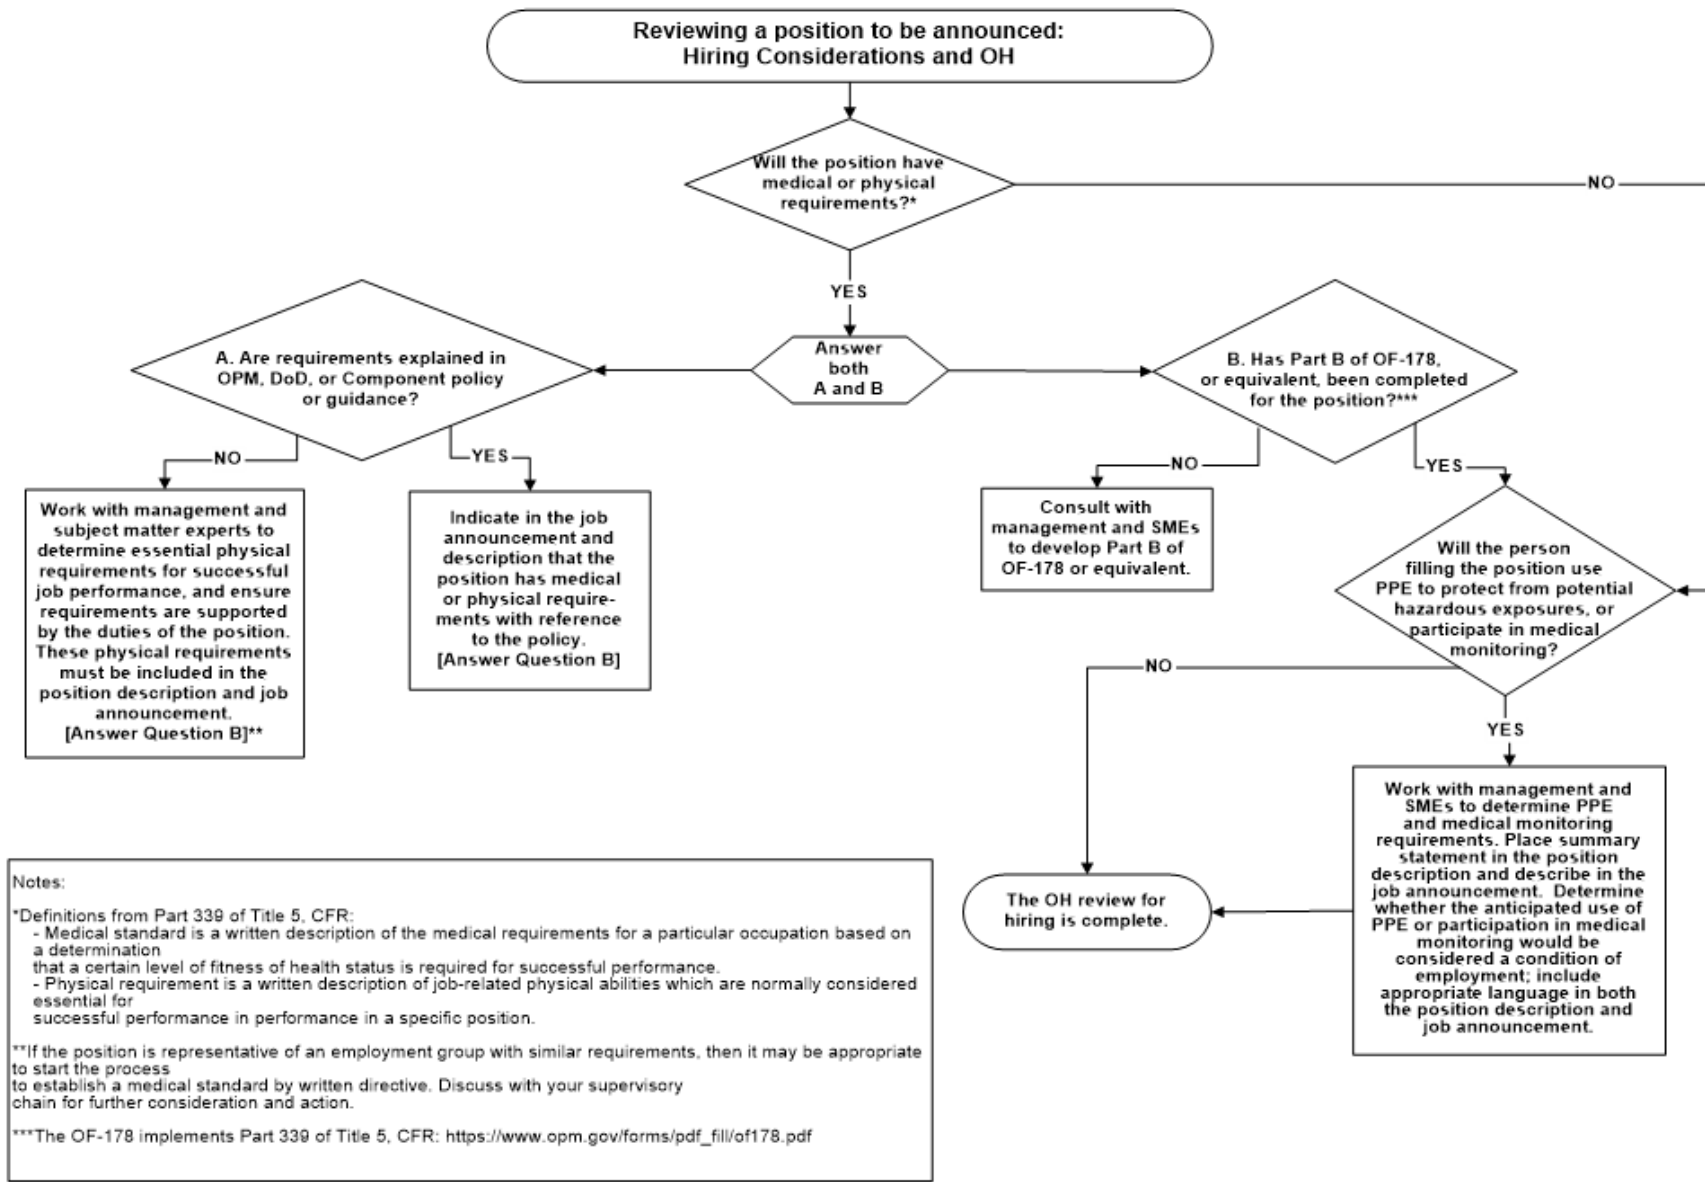 Reviewing a position to be announced:
Hiring Considerations and OH
Will the position have
medical or physical
requirements?*
NO
YES
Answer
both
A and B
A. Are requirements explained in
OPM, DoD, or Component policy
or guidance?
B. Has Part B of OF-178,
or equivalent, been completed
for the position?***
NO
YES
NO
YES
Work with management and
subject matter experts to
determine essential physical
requirements for successful
job performance, and ensure
requirements are supported
by the duties of the position.
These physical requirements
must be included in the
position description and job
announcement.
[Answer Question B]**
Indicate in the job
announcement and
description that the
position has medical
or physical require-
ments with reference
to the policy.
[Answer Question B]
Consult with
management and SMEs
to develop Part B of
OF-178 or equivalent.
Will the person
filling the position use
PPE to protect from potential
hazardous exposures, or
participate in medical
monitoring?
NO
YES
Work with management and
SMEs to determine PPE
and medical monitoring
requirements. Place summary
statement in the position
description and describe in the
job announcement.  Determine
whether the anticipated use of
PPE or participation in medical
monitoring would be
considered a condition of
employment; include
appropriate language in both
the position description and
job announcement.
The OH review for
hiring is complete.
Notes:
*Definitions from Part 339 of Title 5, CFR:
- Medical standard is a written description of the medical requirements for a particular occupation based on
a determination
that a certain level of fitness of health status is required for successful performance.
- Physical requirement is a written description of job-related physical abilities which are normally considered
essential for
successful performance in performance in a specific position.
**If the position is representative of an employment group with similar requirements, then it may be appropriate
to start the process
to establish a medical standard by written directive. Discuss with your supervisory
chain for further consideration and action.
***The OF-178 implements Part 339 of Title 5, CFR: https://www.opm.gov/forms/pdf_fill/of178.pdf